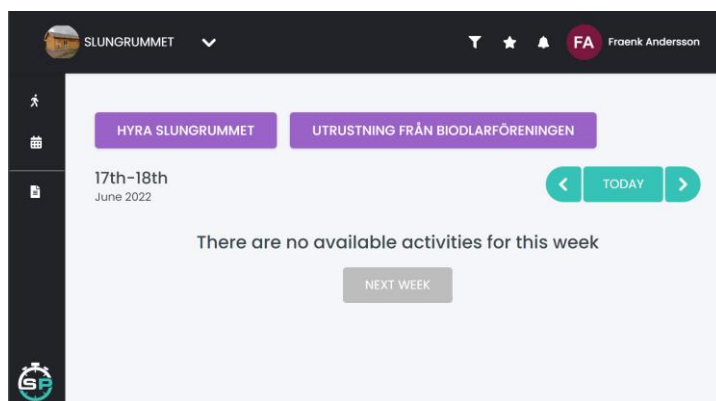 SLUNGRUMMET
FA Fraenk Andersson
HYRA SLUNGRUMMET
UTRUSTNING FRÅN BIODLARFÖRENINGEN
17th-18th
June 2022
TODAY
There are no available activities for this week
NEXT WEEK
SP